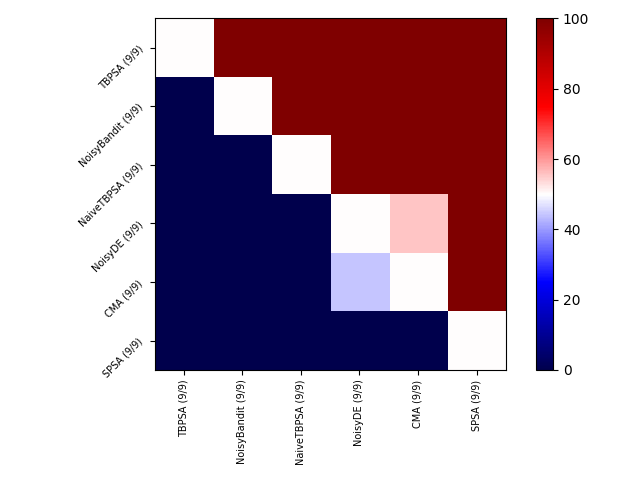 TBPSA (9/9)
NoisyBandit (9/9)
NaiveTBPSA (9/9)
NoisyDE (9/9)
CMA (9/9)
SPSA (9/9)
TBPSA (9/9)
NoisyBandit (9/9)
NaiveTBPSA (9/9)
NoisyDE (9/9)
CMA (9/9)
SPSA (9/9)
100
80
60
40
20
0